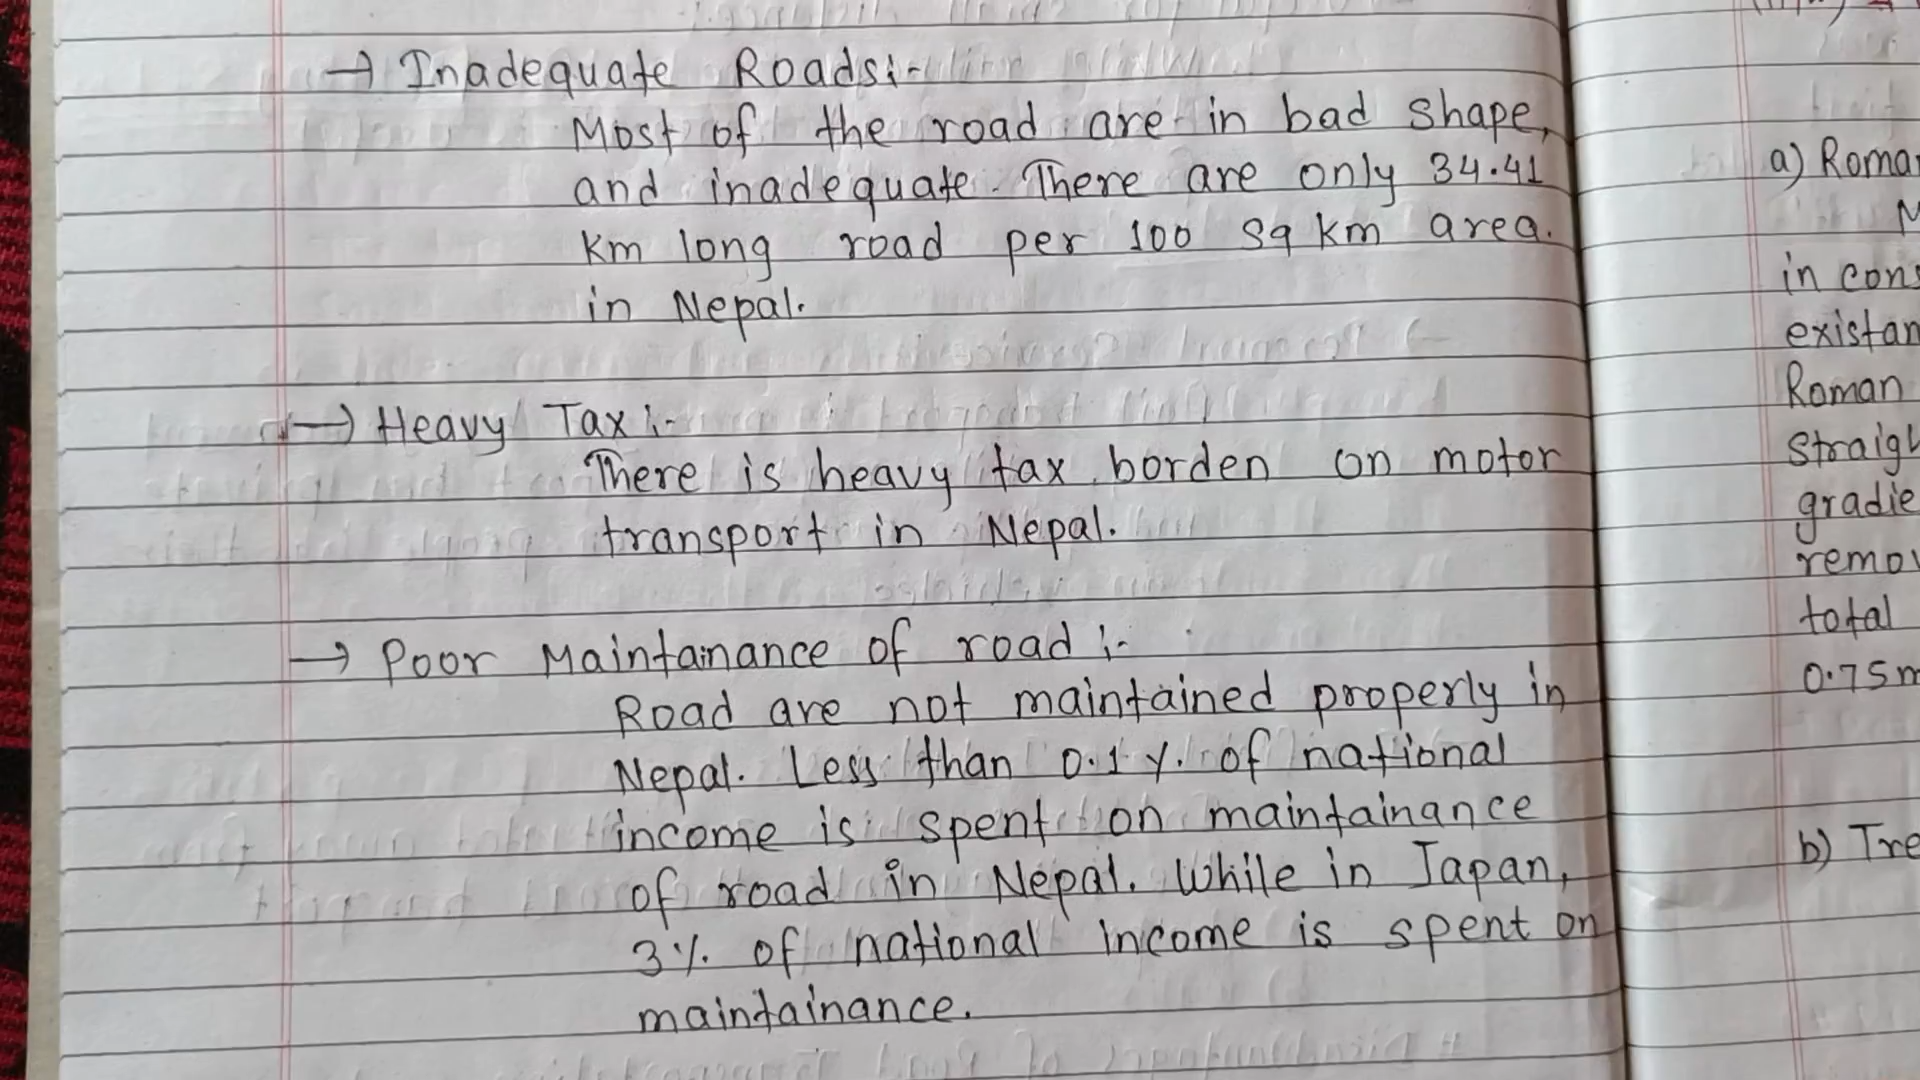 → Inadequate Roads:-
Most of the road are in bad shape,
and inadequate. There are only 34.41
km long road per 100 sq km area.
in Nepal.
→ Heavy Tax :-
There is heavy tax borden on motor
transport in Nepal.
→ Poor Maintainance of road :-
Road are not maintained properly in
Nepal. Less than 0.1 %. of national
income is spent on maintainance
of road in Nepal. While in Japan,
3 %. of national income is spent on
maintainance.
a) Roman
in cons
existan
Roman
straigh
gradie
remov
total
0.75m
b) Tre